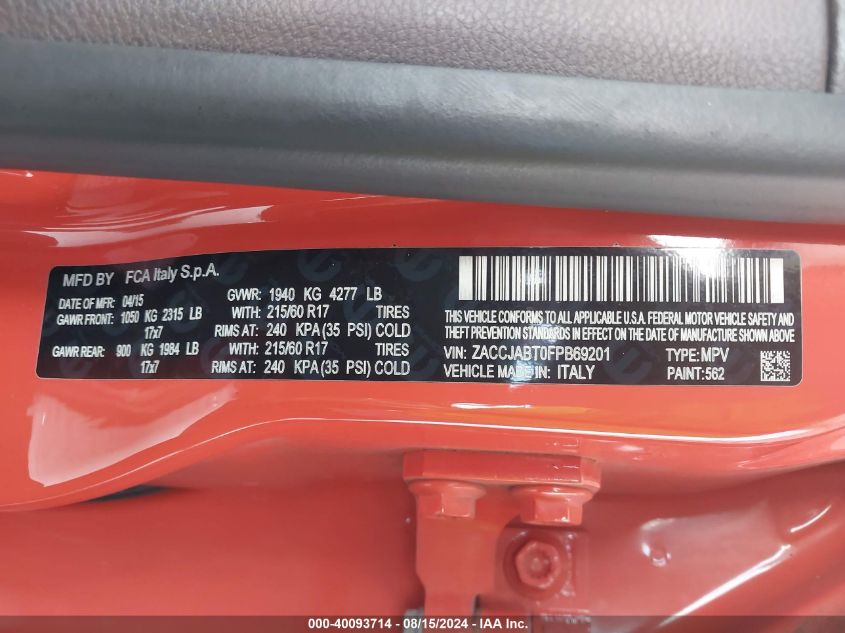 MFD BY FCA Italy S.p.A.
DATE OF MFR: 04/15 GVWR: 1940 KG 4277 LB
GAWR FRONT: 1050 KG 2315 LB WITH: 215/60 R17 TIRES
17x7 RIMS AT: 240 KPA (35 PSI) COLD
GAWR REAR: 900 KG 1984 LB WITH: 215/60 R17 TIRES
17x7 RIMS AT: 240 KPA (35 PSI) COLD
THIS VEHICLE CONFORMS TO ALL APPLICABLE U.S.A. FEDERAL MOTOR VEHICLE SAFETY AND
STANDARDS IN EFFECT ON THE DATE OF MANUFACTURE SHOWN ABOVE.
VIN: ZACCJABT0FPB69201 TYPE: MPV
VEHICLE MADE IN: ITALY PAINT: 562
000-40093714 - 08/15/2024 - IAA Inc.